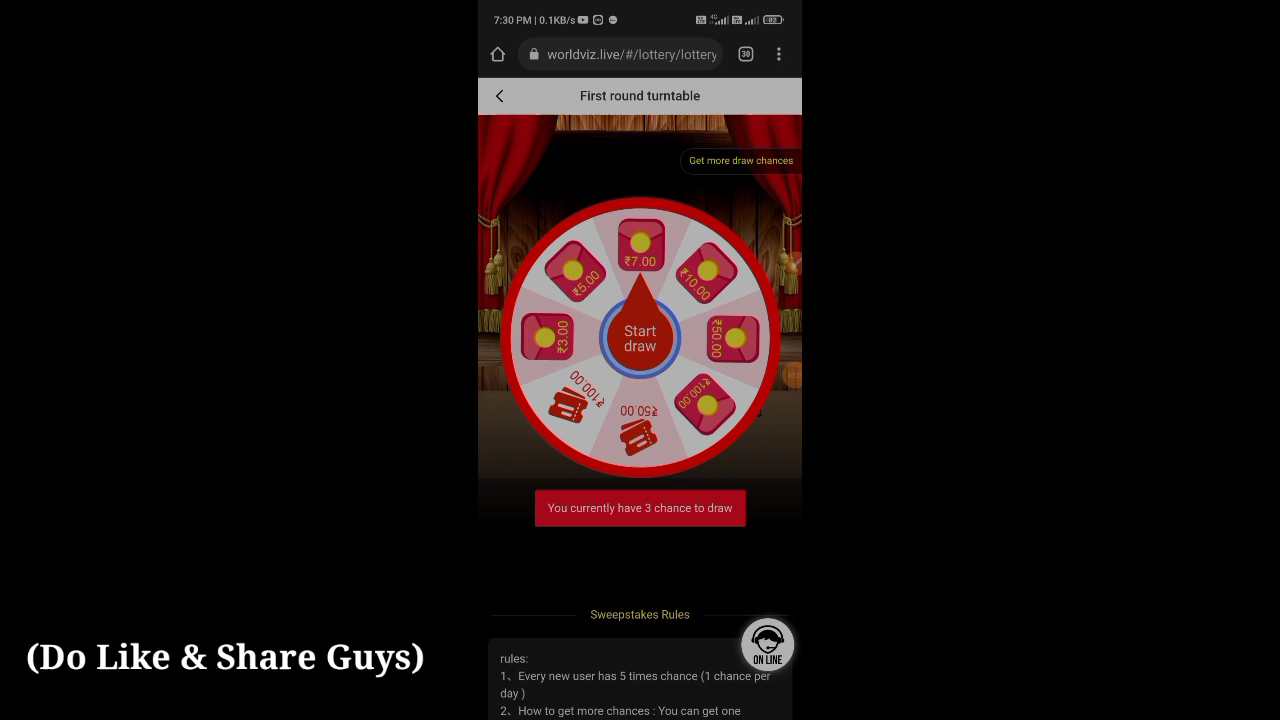 7:30 PM | 0.1KB/s
82
worldviz.live/#/lottery/lottery
30
First round turntable
Get more draw chances
₹7.00
₹5.00
₹10.00
₹3.00
₹50.00
Start
draw
₹100.00
₹100.00
₹50.00
You currently have 3 chance to draw
Sweepstakes Rules
ON LINE
rules:
1、Every new user has 5 times chance (1 chance per
day )
2、How to get more chances : You can get one
(Do Like & Share Guys)